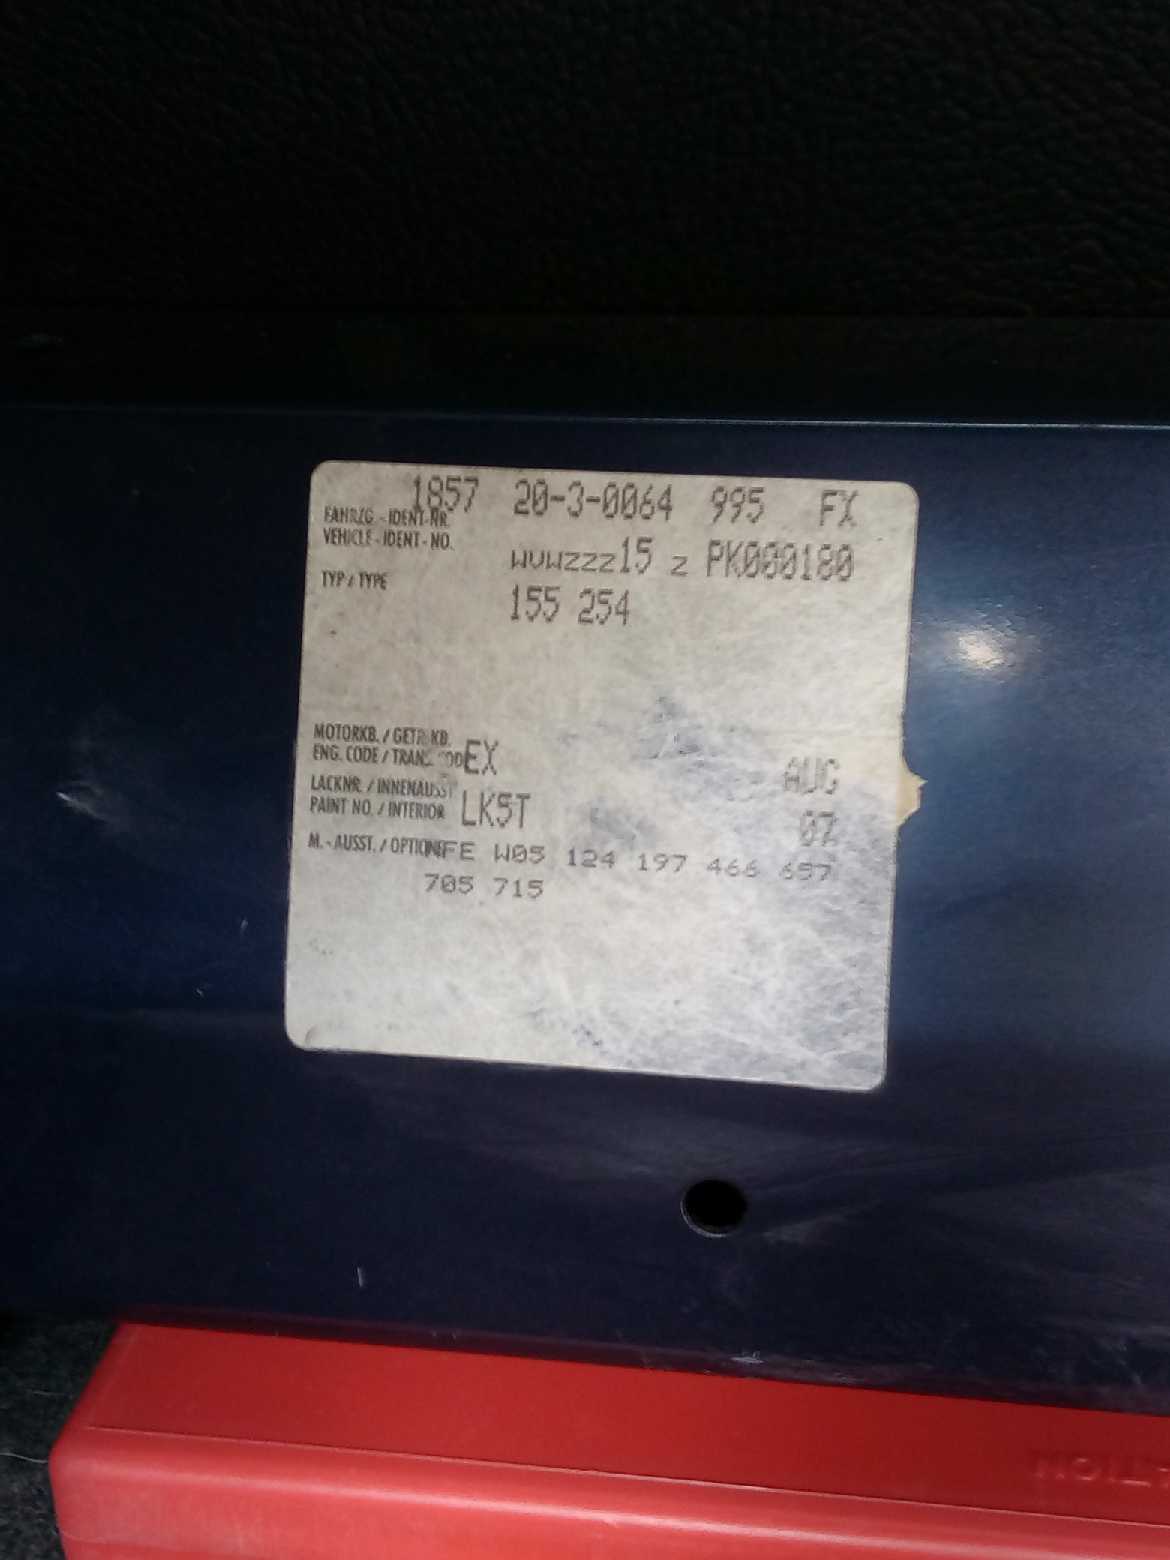 1857 20-3-0064 995 FX
FAHRZG.-IDENT-NR.
VEHICLE-IDENT-NO. WVWZZZ15 Z PK000180
TYP / TYPE 155 254
MOTORKB. / GETR.KB.
ENG. CODE / TRANS. CODE EX AUG
LACKNR. / INNENAUSST
PAINT NO. / INTERIOR LK5T 07
M.-AUSST. / OPTION FE W05 124 197 466 657
705 715